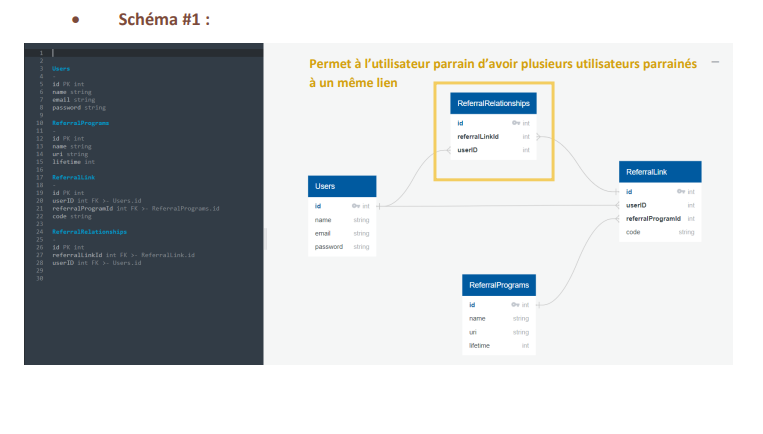 • Schéma #1 :
1
2
3 Users
4 -
5 id PK int
6 name string
7 email string
8 password string
9
10 ReferralPrograms
11 -
12 id PK int
13 name string
14 uri string
15 lifetime int
16
17 ReferralLink
18 -
19 id PK int
20 userID int FK >- Users.id
21 referralProgramId int FK >- ReferralPrograms.id
22 code string
23
24 ReferralRelationships
25 -
26 id PK int
27 referralLinkId int FK >- ReferralLink.id
28 userID int FK >- Users.id
29
30
Permet à l’utilisateur parrain d’avoir plusieurs utilisateurs parrainés
à un même lien
ReferralRelationships
id int
referralLinkId int
userID int
Users
id int
name string
email string
password string
ReferralLink
id int
userID int
referralProgramId int
code string
ReferralPrograms
id int
name string
uri string
lifetime int